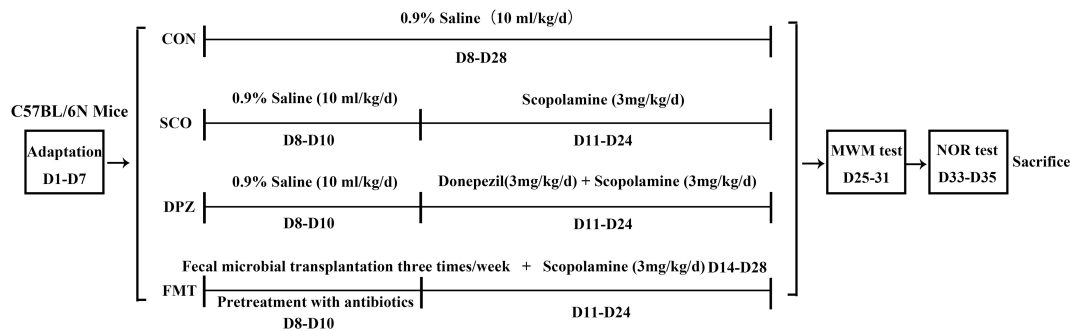 0.9% Saline（10 ml/kg/d）
CON
D8-D28
C57BL/6N Mice
Adaptation
D1-D7
0.9% Saline (10 ml/kg/d)
Scopolamine (3mg/kg/d)
SCO
D8-D10
D11-D24
0.9% Saline (10 ml/kg/d)
Donepezil(3mg/kg/d) + Scopolamine (3mg/kg/d)
DPZ
D8-D10
D11-D24
Fecal microbial transplantation three times/week + Scopolamine (3mg/kg/d) D14-D28
FMT
Pretreatment with antibiotics
D8-D10
D11-D24
MWM test
D25-31
NOR test
D33-D35
Sacrifice